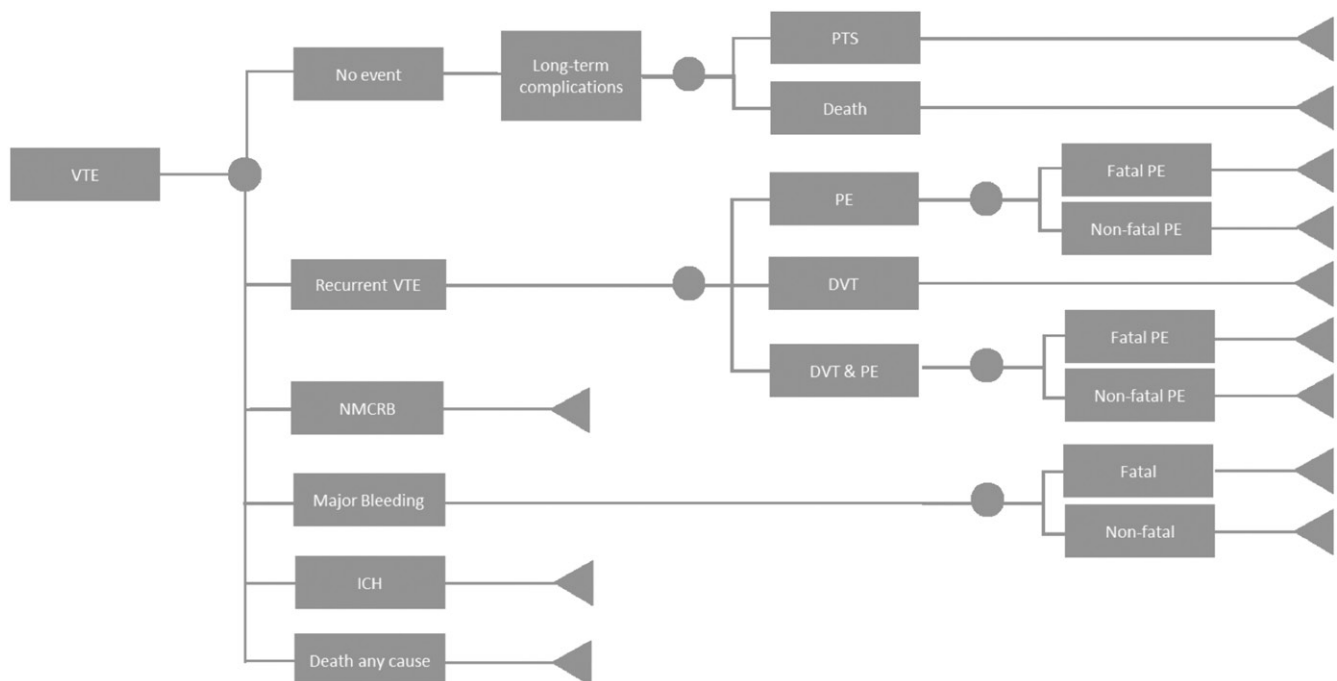 VTE
No event
Long-term
complications
PTS
Death
Recurrent VTE
PE
Fatal PE
Non-fatal PE
DVT
DVT & PE
Fatal PE
Non-fatal PE
NMCRB
Major Bleeding
Fatal
Non-fatal
ICH
Death any cause